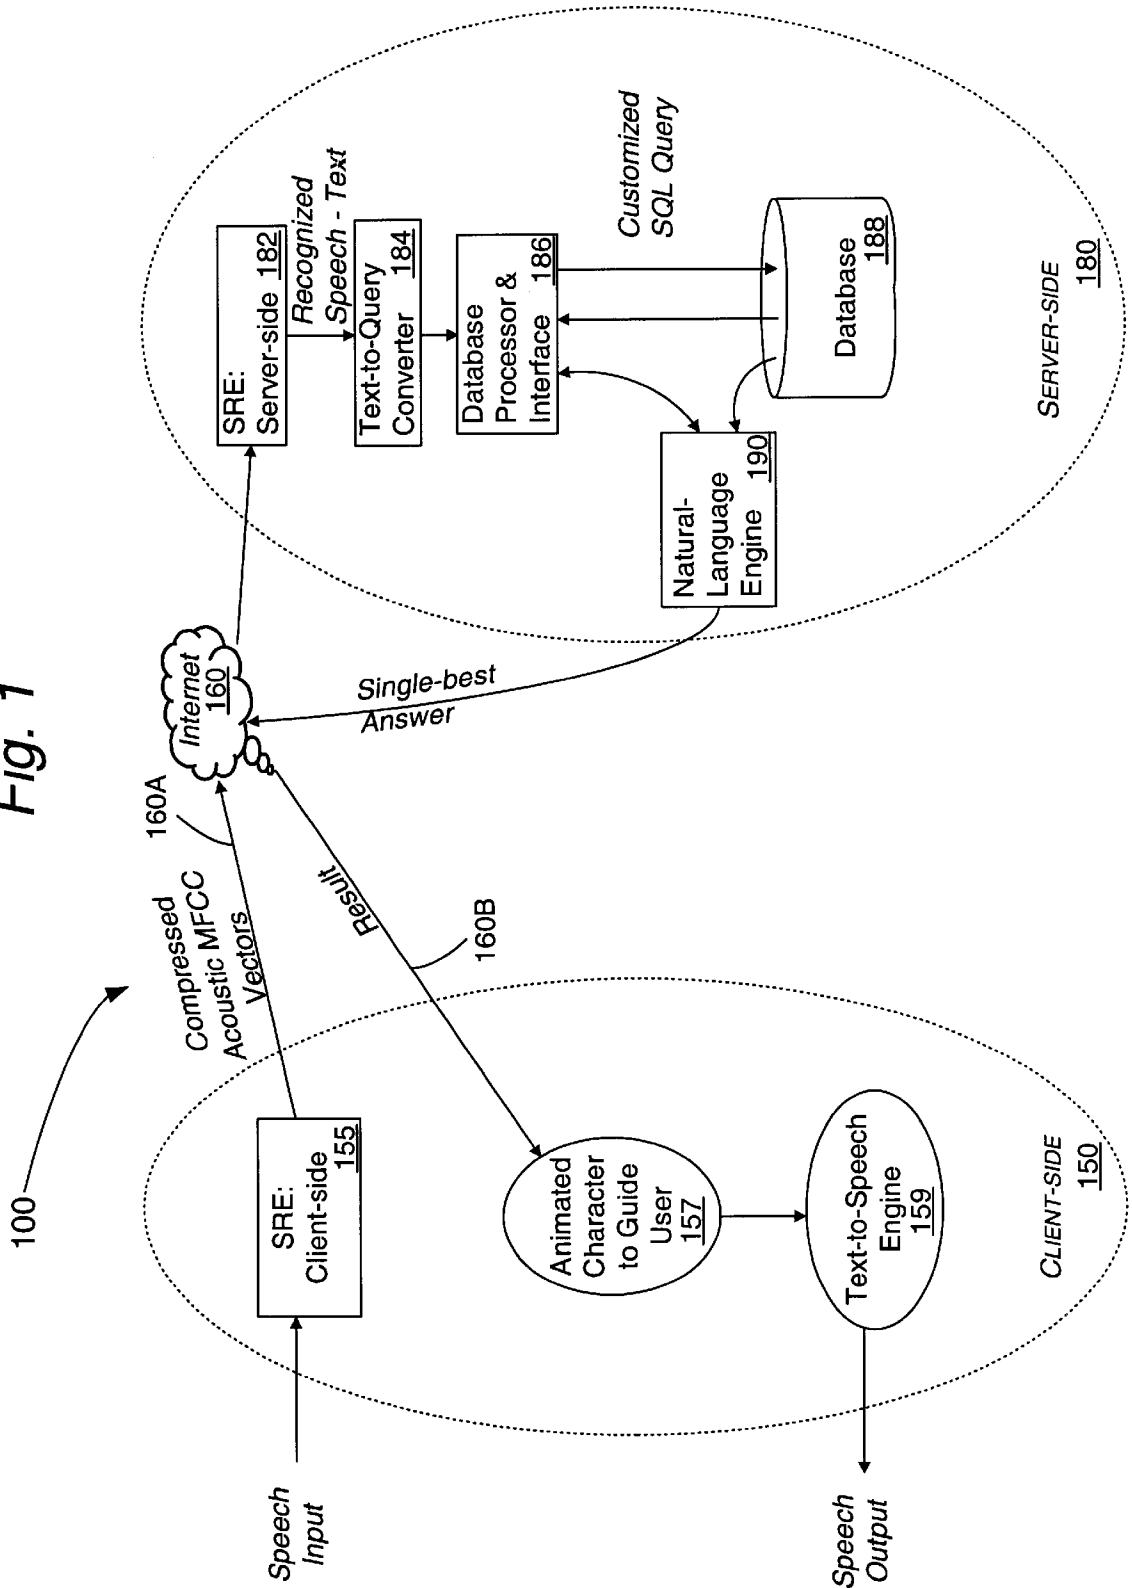 Fig. 1
100
Speech
Input
SRE:
Client-side 155
Compressed
Acoustic MFCC
Vectors
160A
Internet
160
SRE:
Server-side 182
Recognized
Speech - Text
Text-to-Query
Converter 184
Database
Processor &
Interface 186
Customized
SQL Query
Database
188
Natural-
Language
Engine 190
Single-best
Answer
Result
160B
Animated
Character
to Guide
User
157
Text-to-Speech
Engine
159
Speech
Output
CLIENT-SIDE
150
SERVER-SIDE
180